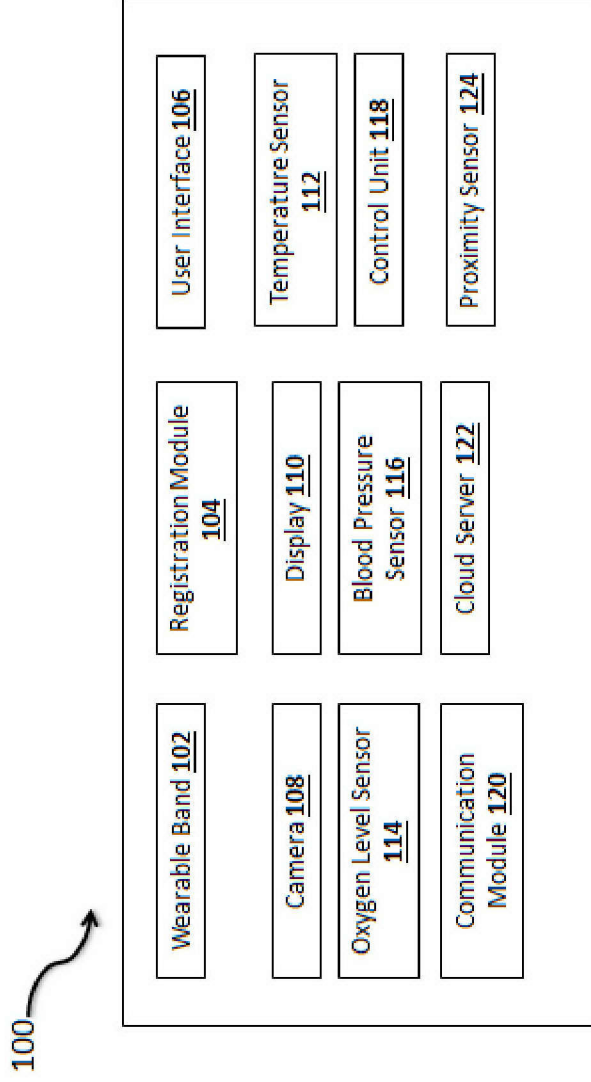 100
Wearable Band 102
Registration Module
104
User Interface 106
Camera 108
Display 110
Temperature Sensor
112
Oxygen Level Sensor
114
Blood Pressure
Sensor 116
Control Unit 118
Communication
Module 120
Cloud Server 122
Proximity Sensor 124